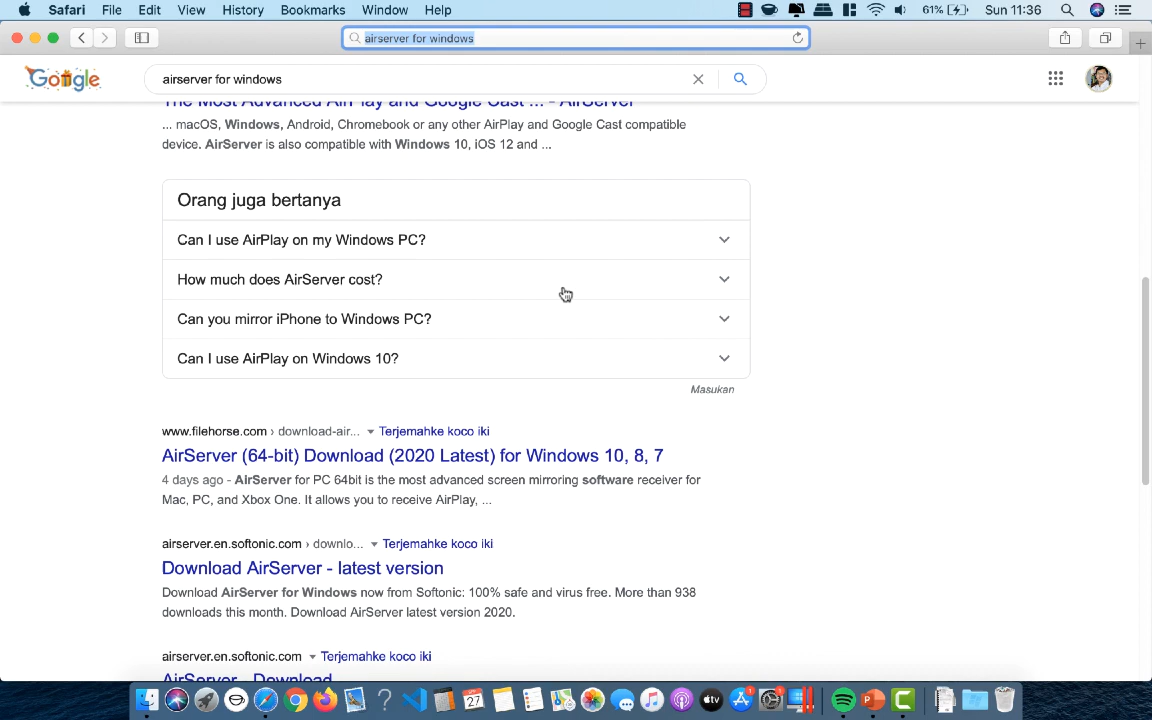 Safari File Edit View History Bookmarks Window Help 61% Sun 11:36
airserver for windows
Google airserver for windows
The Most Advanced AirPlay and Google Cast ... - AirServer
... macOS, Windows, Android, Chromebook or any other AirPlay and Google Cast compatible
device. AirServer is also compatible with Windows 10, iOS 12 and ...
Orang juga bertanya
Can I use AirPlay on my Windows PC?
How much does AirServer cost?
Can you mirror iPhone to Windows PC?
Can I use AirPlay on Windows 10?
Masukan
www.filehorse.com › download-air... Terjemahke koco iki
AirServer (64-bit) Download (2020 Latest) for Windows 10, 8, 7
4 days ago - AirServer for PC 64bit is the most advanced screen mirroring software receiver for
Mac, PC, and Xbox One. It allows you to receive AirPlay, ...
airserver.en.softonic.com › downlo... Terjemahke koco iki
Download AirServer - latest version
Download AirServer for Windows now from Softonic: 100% safe and virus free. More than 938
downloads this month. Download AirServer latest version 2020.
airserver.en.softonic.com Terjemahke koco iki
AirServer - Download
27 tv 1 1